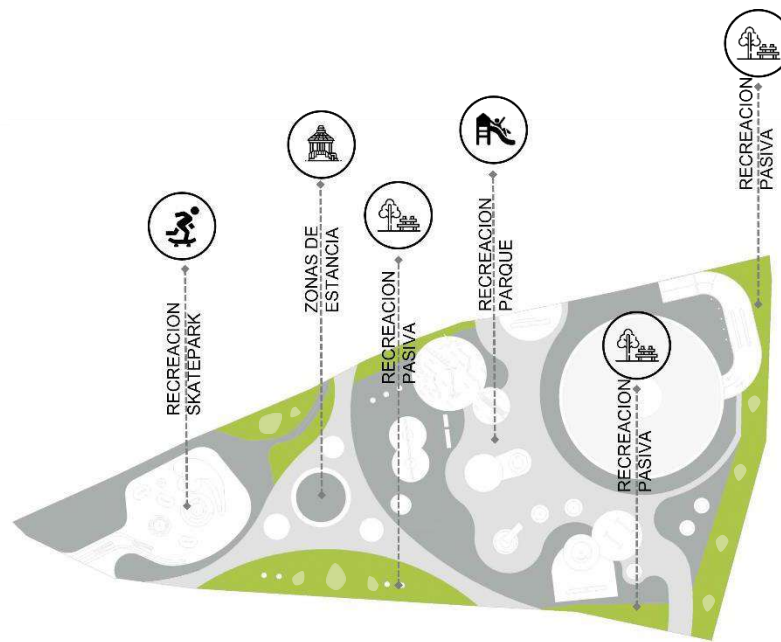 RECREACION
SKATEPARK
ZONAS DE
ESTANCIA
RECREACION
PASIVA
RECREACION
PARQUE
RECREACION
PASIVA
RECREACION
PASIVA